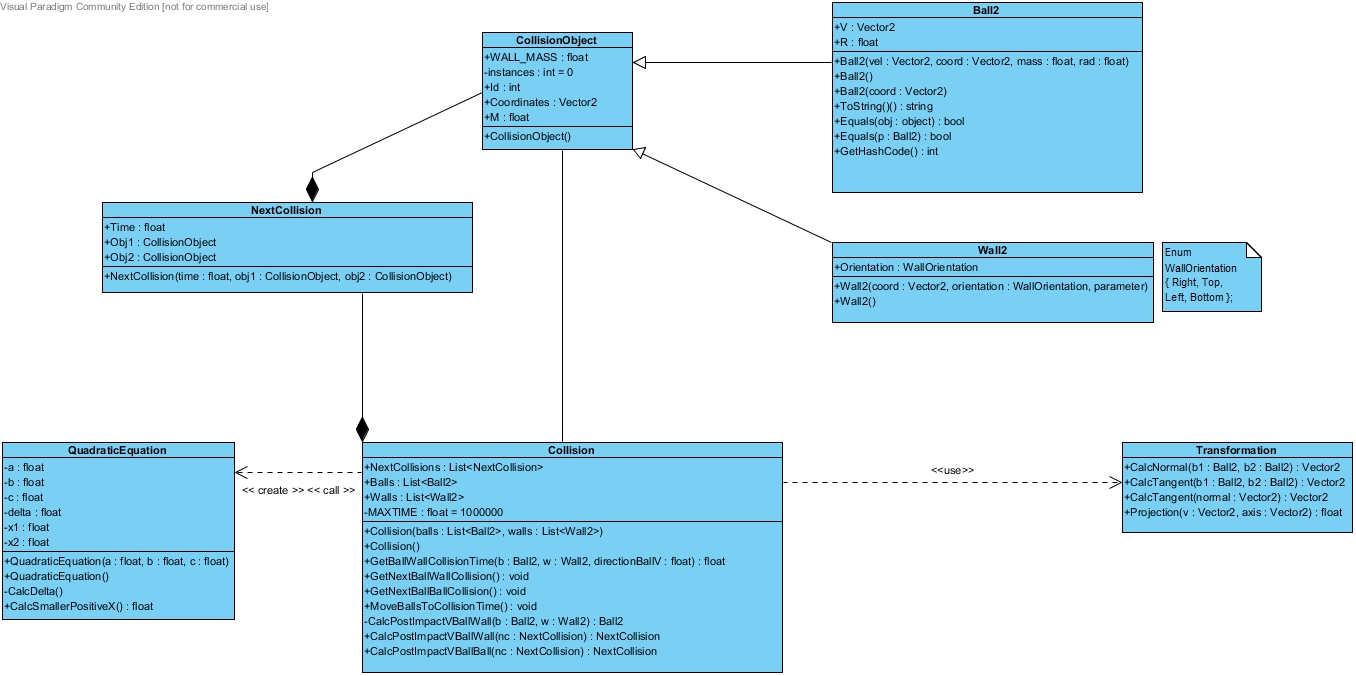 Visual Paradigm Community Edition [not for commercial use]
Ball2
+V : Vector2
+R : float
+Ball2(vel : Vector2, coord : Vector2, mass : float, rad : float)
+Ball2()
+Ball2(coord : Vector2)
+ToString()() : string
+Equals(obj : object) : bool
+Equals(p : Ball2) : bool
+GetHashCode() : int
CollisionObject
+WALL_MASS : float
-instances : int = 0
+Id : int
+Coordinates : Vector2
+M : float
+CollisionObject()
NextCollision
+Time : float
+Obj1 : CollisionObject
+Obj2 : CollisionObject
+NextCollision(time : float, obj1 : CollisionObject, obj2 : CollisionObject)
Wall2
+Orientation : WallOrientation
+Wall2(coord : Vector2, orientation : WallOrientation, parameter)
+Wall2()
Enum
WallOrientation
{ Right, Top,
Left, Bottom };
QuadraticEquation
-a : float
-b : float
-c : float
-delta : float
-x1 : float
-x2 : float
+QuadraticEquation(a : float, b : float, c : float)
+QuadraticEquation()
-CalcDelta()
+CalcSmallerPositiveX() : float
<< create >> << call >>
Collision
+NextCollisions : List<NextCollision>
+Balls : List<Ball2>
+Walls : List<Wall2>
-MAXTIME : float = 1000000
+Collision(balls : List<Ball2>, walls : List<Wall2>)
+Collision()
+GetBallWallCollisionTime(b : Ball2, w : Wall2, directionBallV : float) : float
+GetNextBallWallCollision() : void
+GetNextBallBallCollision() : void
+MoveBallsToCollisionTime() : void
-CalcPostImpactVBallWall(b : Ball2, w : Wall2) : Ball2
+CalcPostImpactVBallWall(nc : NextCollision) : NextCollision
+CalcPostImpactVBallBall(nc : NextCollision) : NextCollision
<<use>>
Transformation
+CalcNormal(b1 : Ball2, b2 : Ball2) : Vector2
+CalcTangent(b1 : Ball2, b2 : Ball2) : Vector2
+CalcTangent(normal : Vector2) : Vector2
+Projection(v : Vector2, axis : Vector2) : float